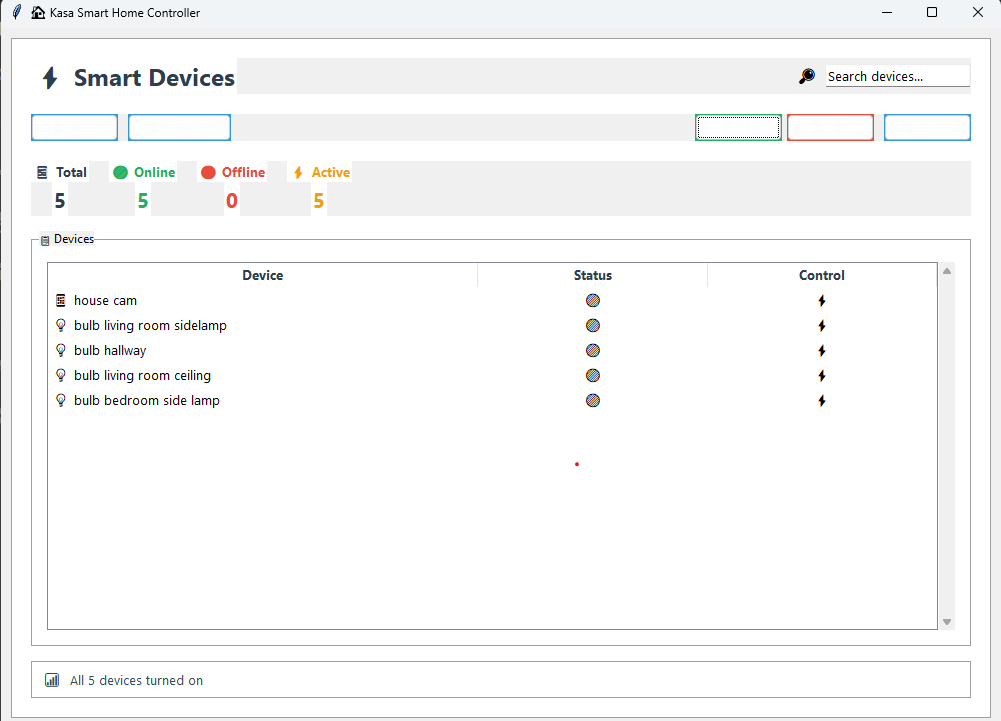 Kasa Smart Home Controller
Smart Devices
Search devices...
Total Online Offline Active
5 5 0 5
Devices
Device Status Control
house cam
bulb living room sidelamp
bulb hallway
bulb living room ceiling
bulb bedroom side lamp
All 5 devices turned on